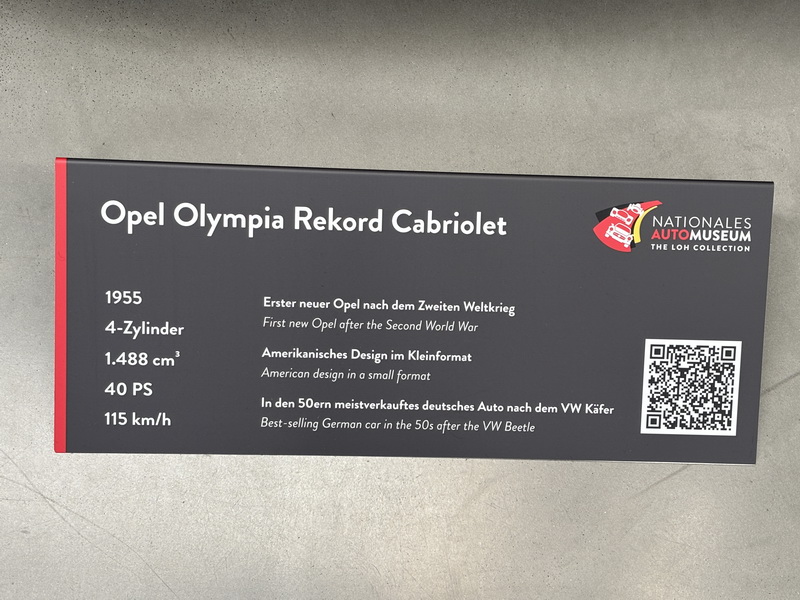 Opel Olympia Rekord Cabriolet
NATIONALES
AUTOMUSEUM
THE LOH COLLECTION
1955
4-Zylinder
1.488 cm³
40 PS
115 km/h
Erster neuer Opel nach dem Zweiten Weltkrieg
First new Opel after the Second World War
Amerikanisches Design im Kleinformat
American design in a small format
In den 50ern meistverkauftes deutsches Auto nach dem VW Käfer
Best-selling German car in the 50s after the VW Beetle